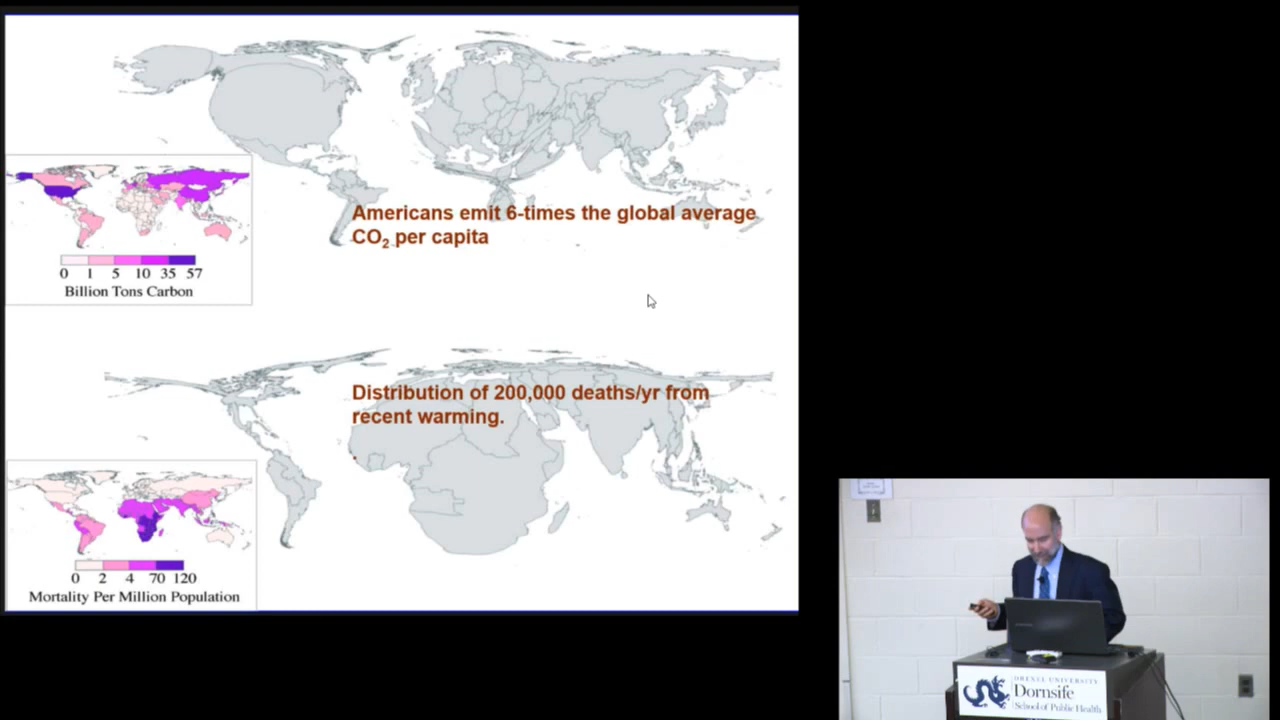 Americans emit 6-times the global average
CO₂ per capita
0 1 5 10 35 57
Billion Tons Carbon
Distribution of 200,000 deaths/yr from
recent warming.
.
0 2 4 70 120
Mortality Per Million Population
DREXEL UNIVERSITY
Dornsife
School of Public Health